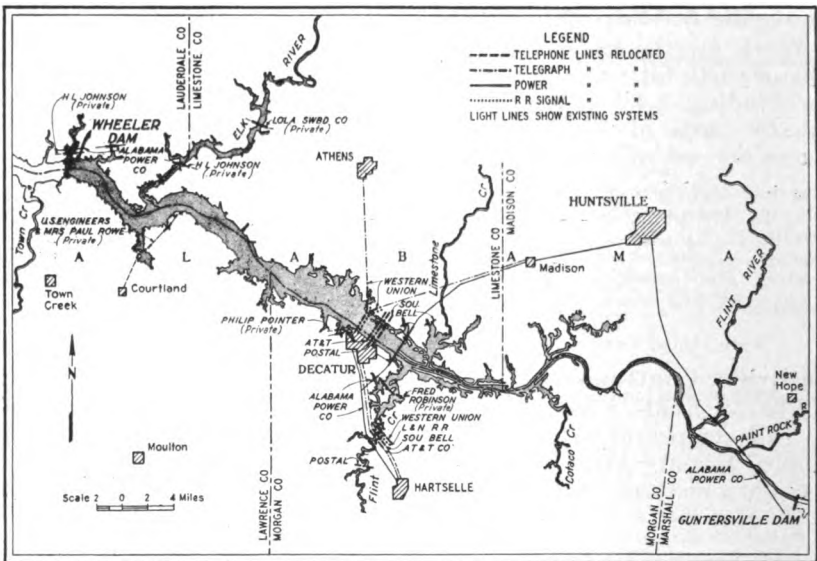 LEGEND
TELEPHONE LINES RELOCATED
TELEGRAPH " "
POWER " "
R R SIGNAL " "
LIGHT LINES SHOW EXISTING SYSTEMS
LAUDERDALE CO
LIMESTONE CO
RIVER
ELK
H L JOHNSON
(Private)
WHEELER
DAM
ALABAMA
POWER
CO
LOLA SWBD CO
(Private)
H L JOHNSON
(Private)
ATHENS
Town Cr
U.S. ENGINEERS
& MRS PAUL ROWE
(Private)
Limestone
Cr
LIMESTONE CO
MADISON CO
HUNTSVILLE
Madison
FLINT RIVER
A L A B A M A
Town
Creek
Courtland
WESTERN
UNION
SOU
BELL
PHILIP POINTER
(Private)
AT&T
POSTAL
DECATUR
N
ALABAMA
POWER
CO
FRED
ROBINSON
(Private)
Cr
WESTERN UNION
L & N R R
SOU BELL
AT & T CO
POSTAL
Flint
HARTSELLE
Moulton
Cotaco Cr
New
Hope
PAINT ROCK
R
ALABAMA
POWER CO
GUNTERSVILLE DAM
Scale 2 0 2 4 Miles
LAWRENCE CO
MORGAN CO
MORGAN CO
MARSHALL CO